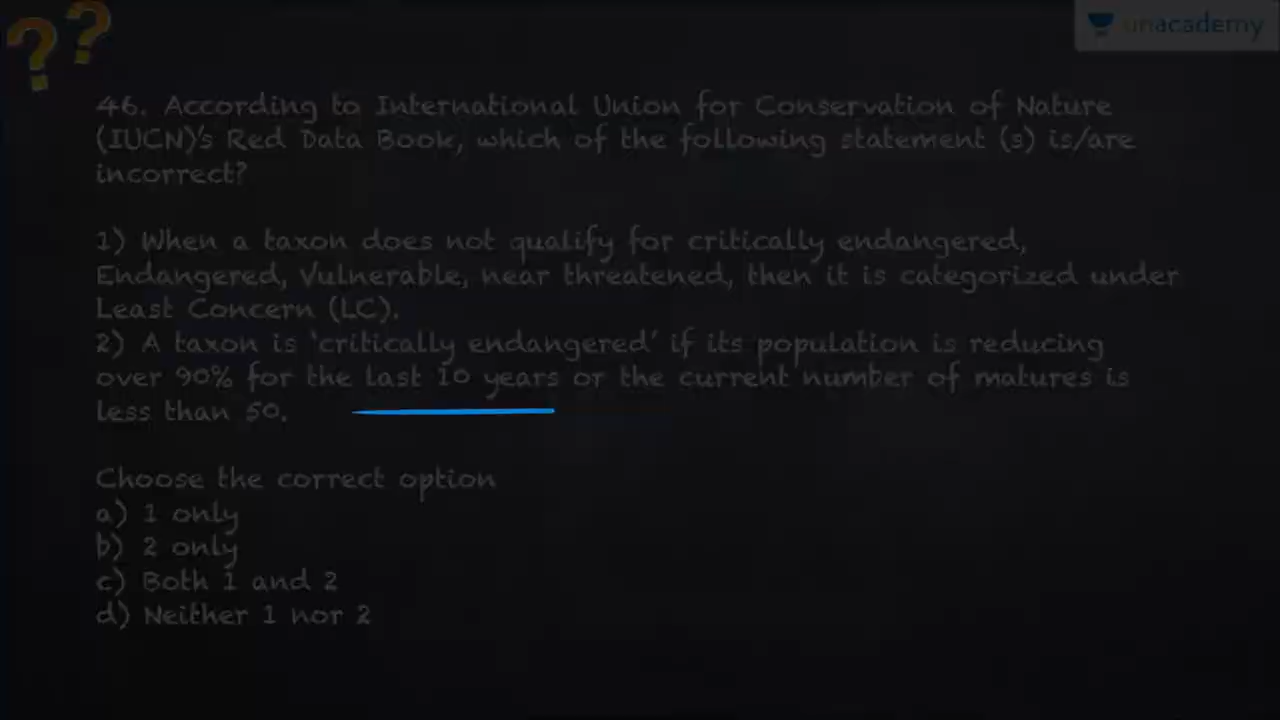 unacademy
46. According to International Union for Conservation of Nature
(IUCN)'s Red Data Book, which of the following statement (s) is/are
incorrect?
1) When a taxon does not qualify for critically endangered,
Endangered, Vulnerable, near threatened, then it is categorized under
Least Concern (LC).
2) A taxon is 'critically endangered' if its population is reducing
over 90% for the last 10 years or the current number of matures is
less than 50.
Choose the correct option
a) 1 only
b) 2 only
c) Both 1 and 2
d) Neither 1 nor 2